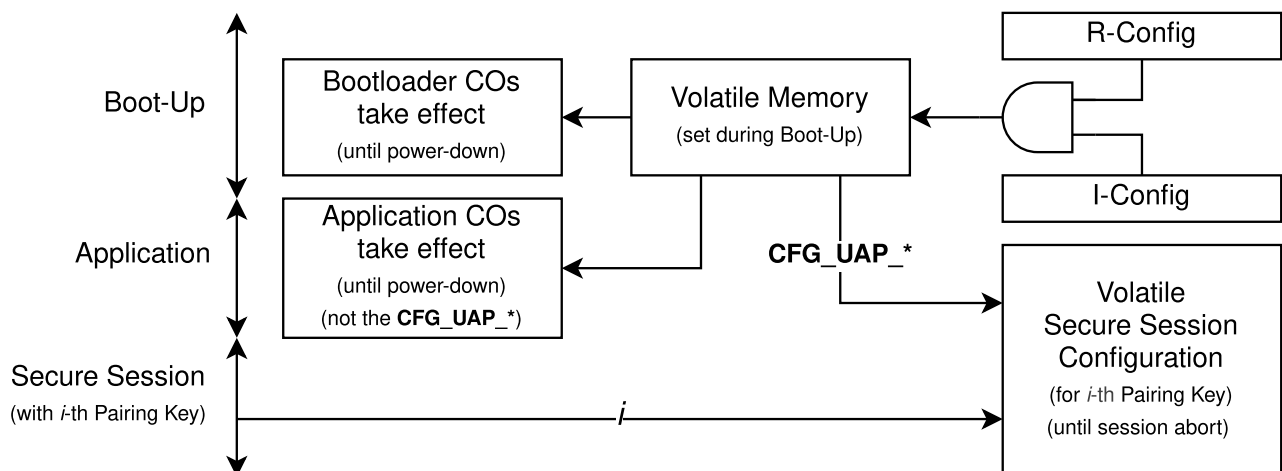 R-Config
Boot-Up
Bootloader COs
take effect
(until power-down)
Volatile Memory
(set during Boot-Up)
I-Config
Application
Application COs
take effect
(until power-down)
(not the CFG_UAP_*)
CFG_UAP_*
Volatile
Secure Session
Configuration
(for i-th Pairing Key)
(until session abort)
Secure Session
(with i-th Pairing Key)
i